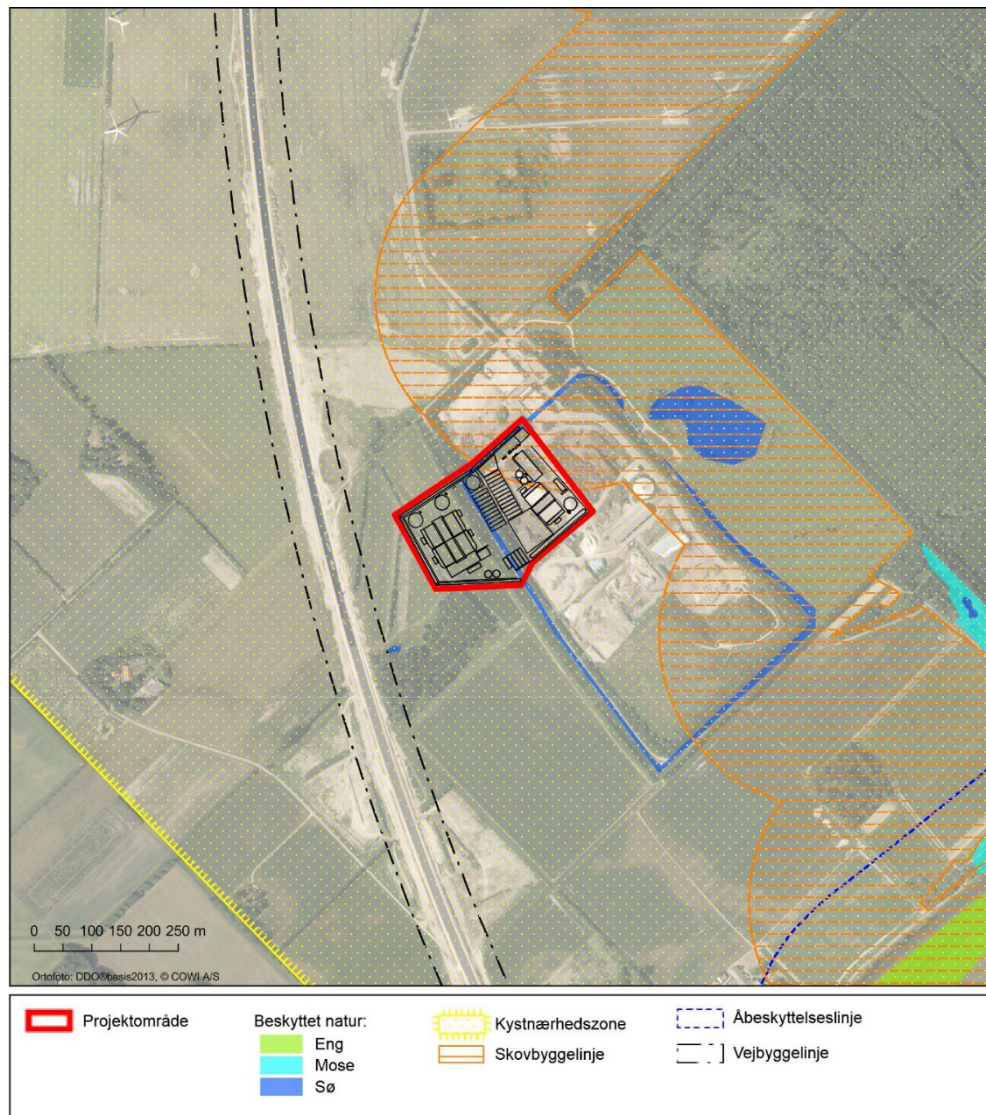 0 50 100 150 200 250 m
Ortofoto: DDO®basis2013, © COWI A/S
Projektområde
Beskyttet natur:
Eng
Mose
Sø
Kystnærhedszone
Skovbyggelinje
Åbeskyttelseslinje
Vejbyggelinje